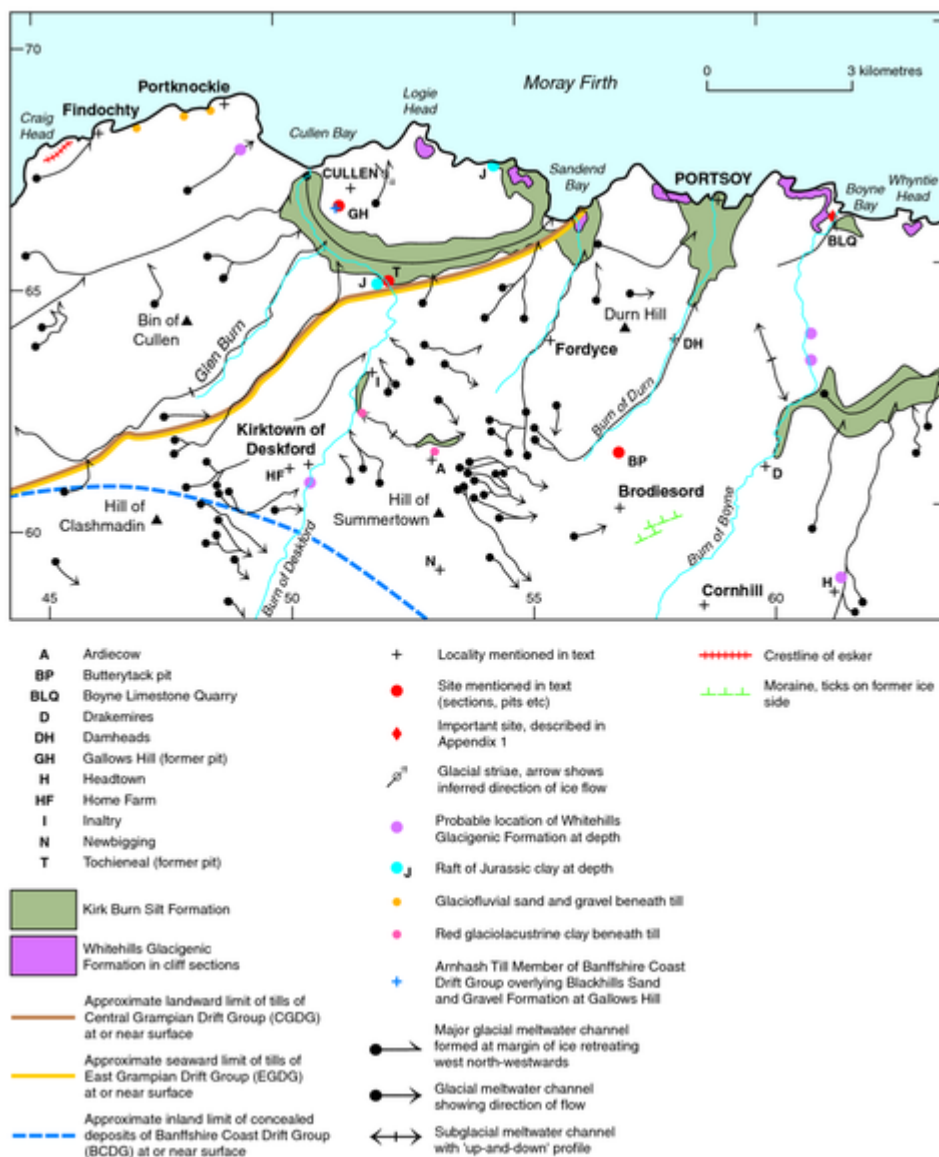 70
Portknockie
Findochty
Craig
Head
Cullen Bay
Logie
Head
Moray Firth
0
3 kilometres
CULLEN
GH
J
Sandend
Bay
PORTSOY
Boyne
Bay
Whyntie
Head
BLQ
65
J
T
Bin of
Cullen
Glen Burn
Durn Hill
Fordyce
DH
I
Burn of Durn
Kirktown of
Deskford
HF
A
BP
Brodiesord
D
Hill of
Clashmadin
Hill of
Summertown
60
Burn of Deskford
N
Burn of Boyne
Cornhill
H
45
50
55
60
A Ardiecow
BP Butterytack pit
BLQ Boyne Limestone Quarry
D Drakemires
DH Damheads
GH Gallows Hill (former pit)
H Headtown
HF Home Farm
I Inaltry
N Newbigging
T Tochieneal (former pit)
Kirk Burn Silt Formation
Whitehills Glacigenic
Formation in cliff sections
Approximate landward limit of tills of
Central Grampian Drift Group (CGDG)
at or near surface
Approximate seaward limit of tills of
East Grampian Drift Group (EGDG)
at or near surface
Approximate inland limit of concealed
deposits of Banffshire Coast Drift Group
(BCDG) at or near surface
Locality mentioned in text
Site mentioned in text
(sections, pits etc)
Important site, described in
Appendix 1
Glacial striae, arrow shows
inferred direction of ice flow
Probable location of Whitehills
Glacigenic Formation at depth
J Raft of Jurassic clay at depth
Glaciofluvial sand and gravel beneath till
Red glaciolacustrine clay beneath till
Arnhash Till Member of Banffshire Coast
Drift Group overlying Blackhills Sand
and Gravel Formation at Gallows Hill
Major glacial meltwater channel
formed at margin of ice retreating
west north-westwards
Glacial meltwater channel
showing direction of flow
Subglacial meltwater channel
with 'up-and-down' profile
Crestline of esker
Moraine, ticks on former ice
side